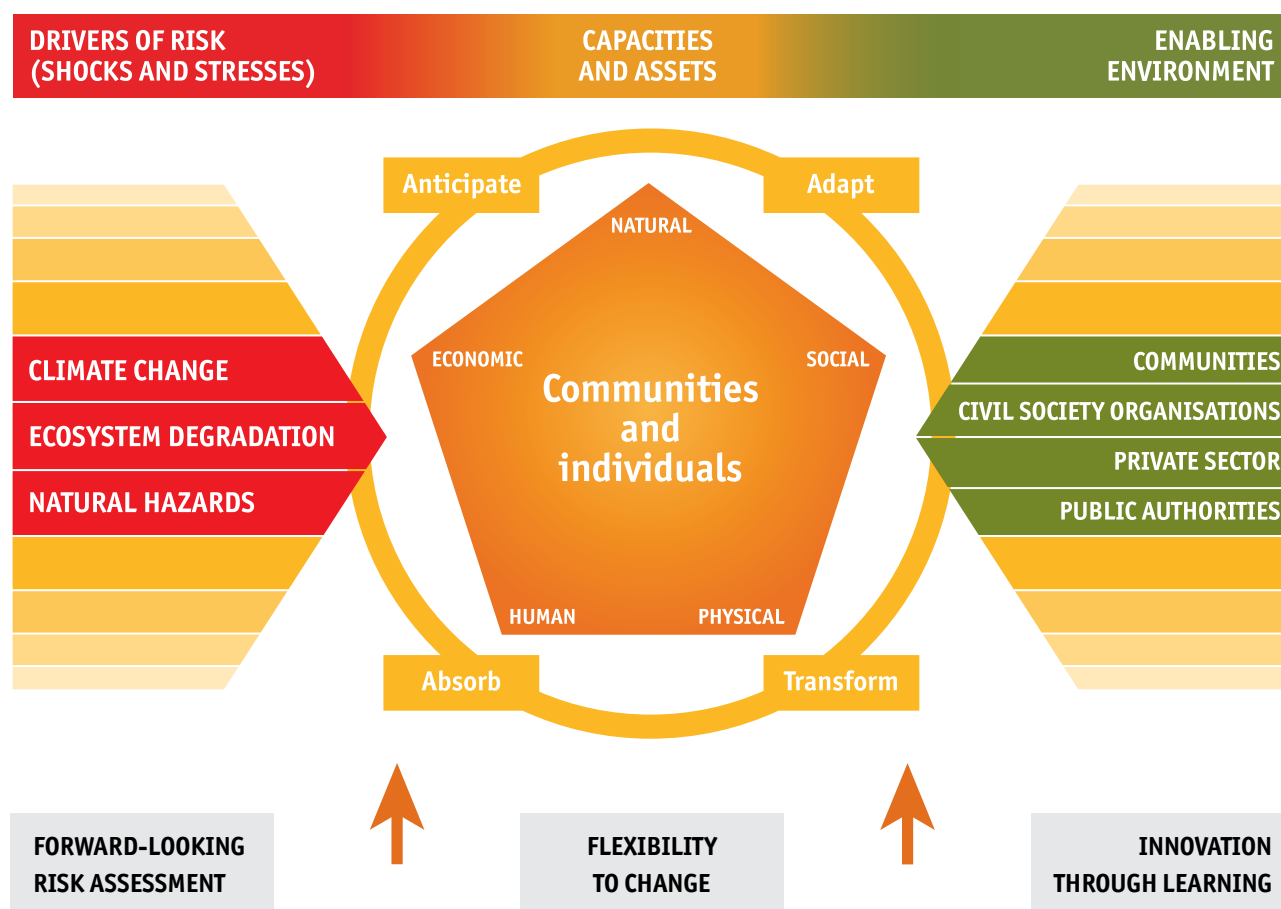 DRIVERS OF RISK
(SHOCKS AND STRESSES)
CAPACITIES
AND ASSETS
ENABLING
ENVIRONMENT
Anticipate
Adapt
NATURAL
ECONOMIC
SOCIAL
Communities
and
individuals
HUMAN
PHYSICAL
Absorb
Transform
CLIMATE CHANGE
ECOSYSTEM DEGRADATION
NATURAL HAZARDS
COMMUNITIES
CIVIL SOCIETY ORGANISATIONS
PRIVATE SECTOR
PUBLIC AUTHORITIES
FORWARD-LOOKING
RISK ASSESSMENT
FLEXIBILITY
TO CHANGE
INNOVATION
THROUGH LEARNING